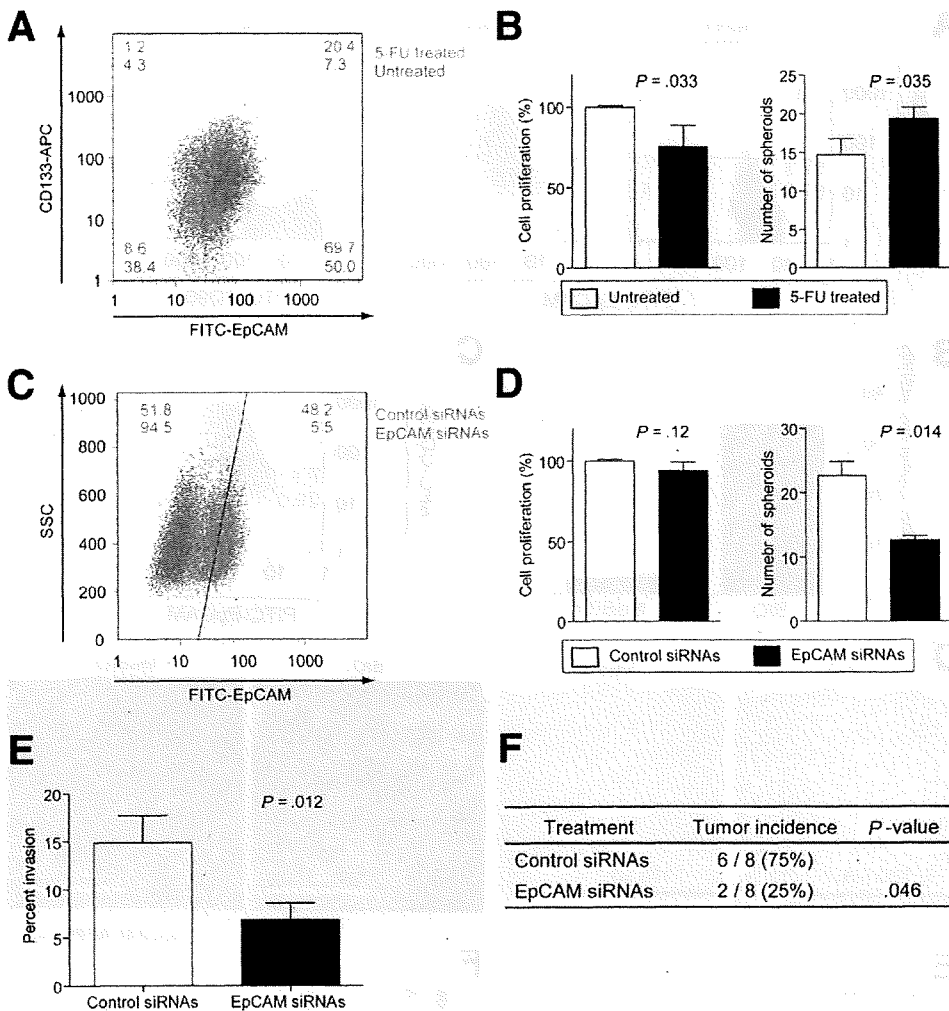 A
CD133-APC
1000
100
10
1
1.2 20.4 5-FU treated
4.3 7.3 Untreated
8.6 69.7
38.4 50.0
1 10 100 1000
FITC-EpCAM
B
Cell proliferation (%)
100
50
0
P = .033
Number of spheroids
25
20
15
10
5
0
P = .035
Untreated 5-FU treated
C
SSC
1000
800
600
400
200
0
51.8 48.2 Control siRNAs
94.5 5.5 EpCAM siRNAs
1 10 100 1000
FITC-EpCAM
D
Cell proliferation (%)
100
50
0
P = .12
Numebr of spheroids
30
20
10
0
P = .014
Control siRNAs EpCAM siRNAs
E
Percent invasion
20
15
10
5
0
P = .012
Control siRNAs EpCAM siRNAs
F
Treatment Tumor incidence P-value
Control siRNAs 6 / 8 (75%)
EpCAM siRNAs 2 / 8 (25%) .046